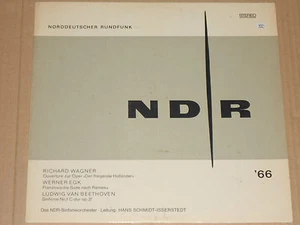 NORDDEUTSCHER RUNDFUNK
STEREO
NDR
'66
RICHARD WAGNER
Ouvertüre zur Oper »Der fliegende Holländer«
WERNER EGK
Französische Suite nach Rameau
LUDWIG VAN BEETHOVEN
Sinfonie Nr. 1 C-dur op. 21
Das NDR-Sinfonieorchester Leitung: HANS SCHMIDT-ISSERSTEDT